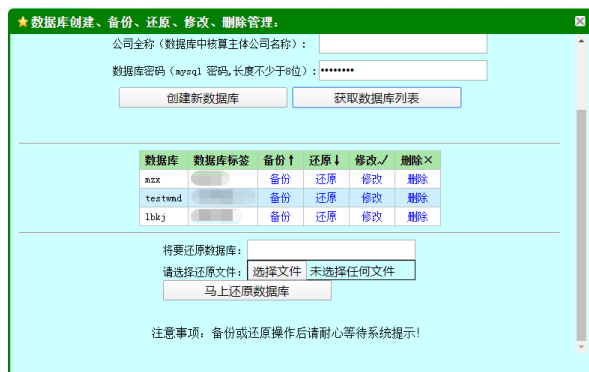 数据库创建、备份、还原、修改、删除管理:
公司全称（数据库中核算主体公司名称）:
数据库密码（mysql 密码,长度不少于8位）: ••••••••
创建新数据库 获取数据库列表
数据库 数据库标签 备份↑ 还原↓ 修改✓ 删除×
mzx 备份 还原 修改 删除
testwmd 备份 还原 修改 删除
lbkj 备份 还原 修改 删除
将要还原数据库:
请选择还原文件: 选择文件 未选择任何文件
马上还原数据库
注意事项: 备份或还原操作后请耐心等待系统提示!